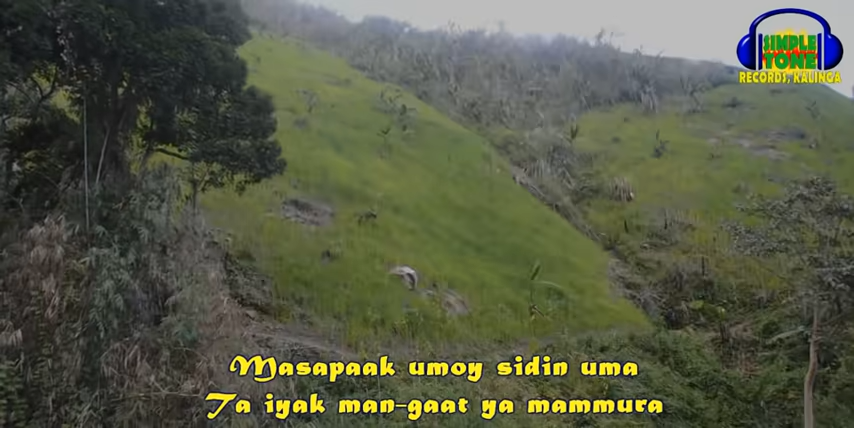 SIMPLE
TONE
RECORDS, KALINGA
Masapaak umoy sidin uma
Ta iyak man-gaat ya mammura